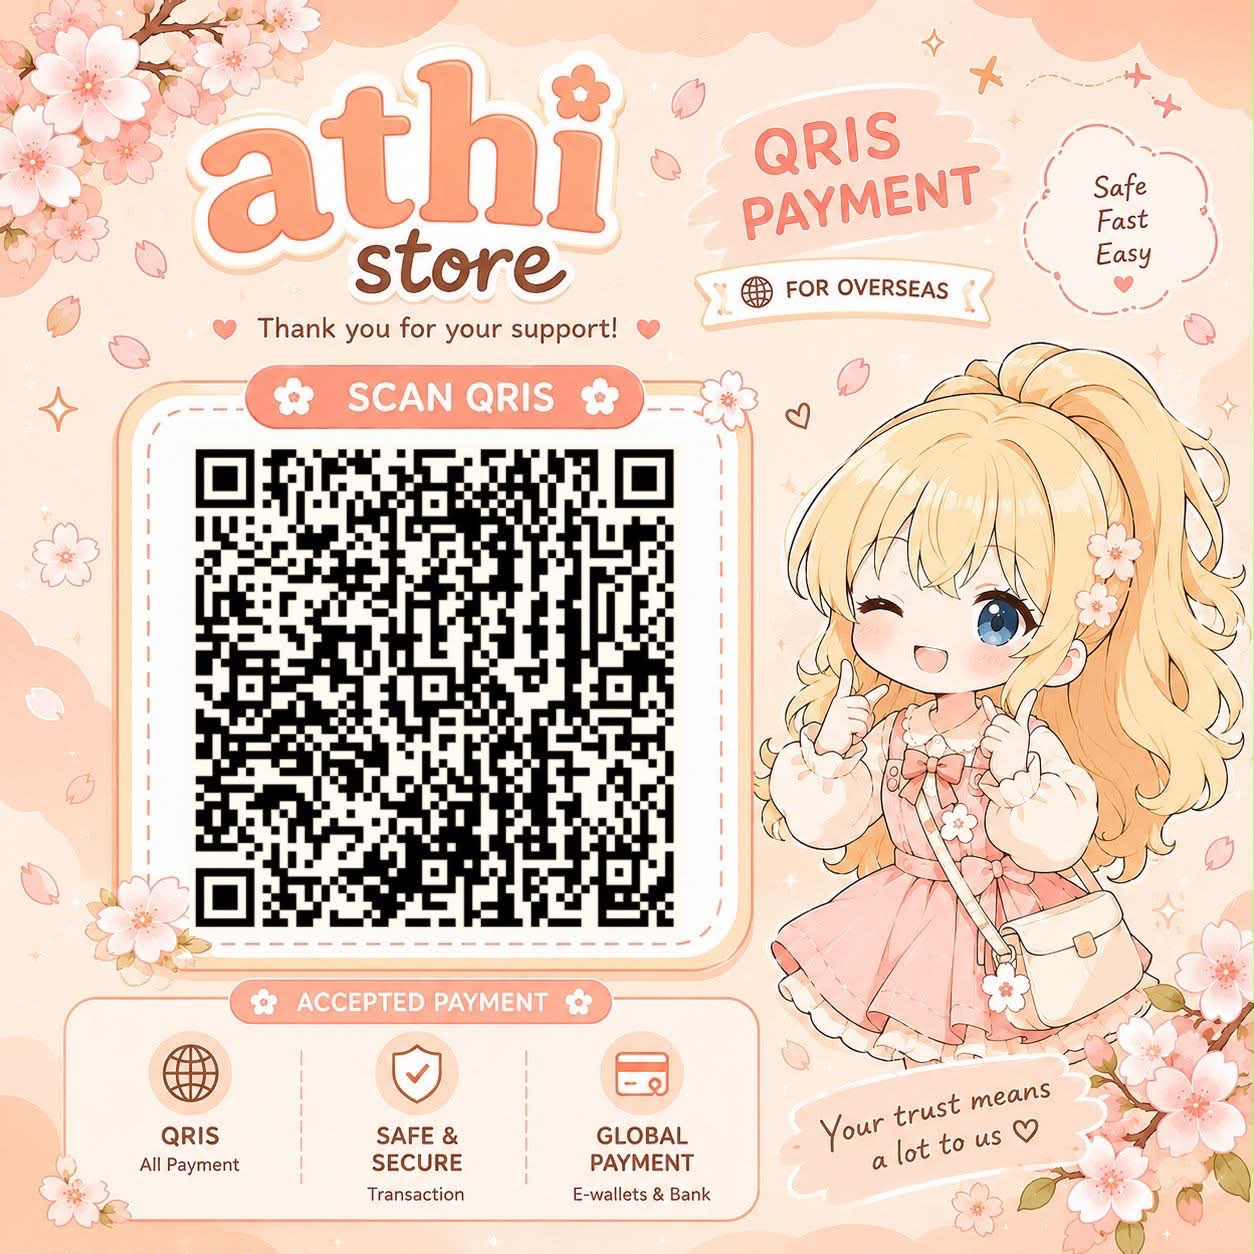 athi
store
Thank you for your support!
QRIS
PAYMENT
FOR OVERSEAS
Safe
Fast
Easy
SCAN QRIS
ACCEPTED PAYMENT
QRIS
All Payment
SAFE &
SECURE
Transaction
GLOBAL
PAYMENT
E-wallets & Bank
Your trust means
a lot to us